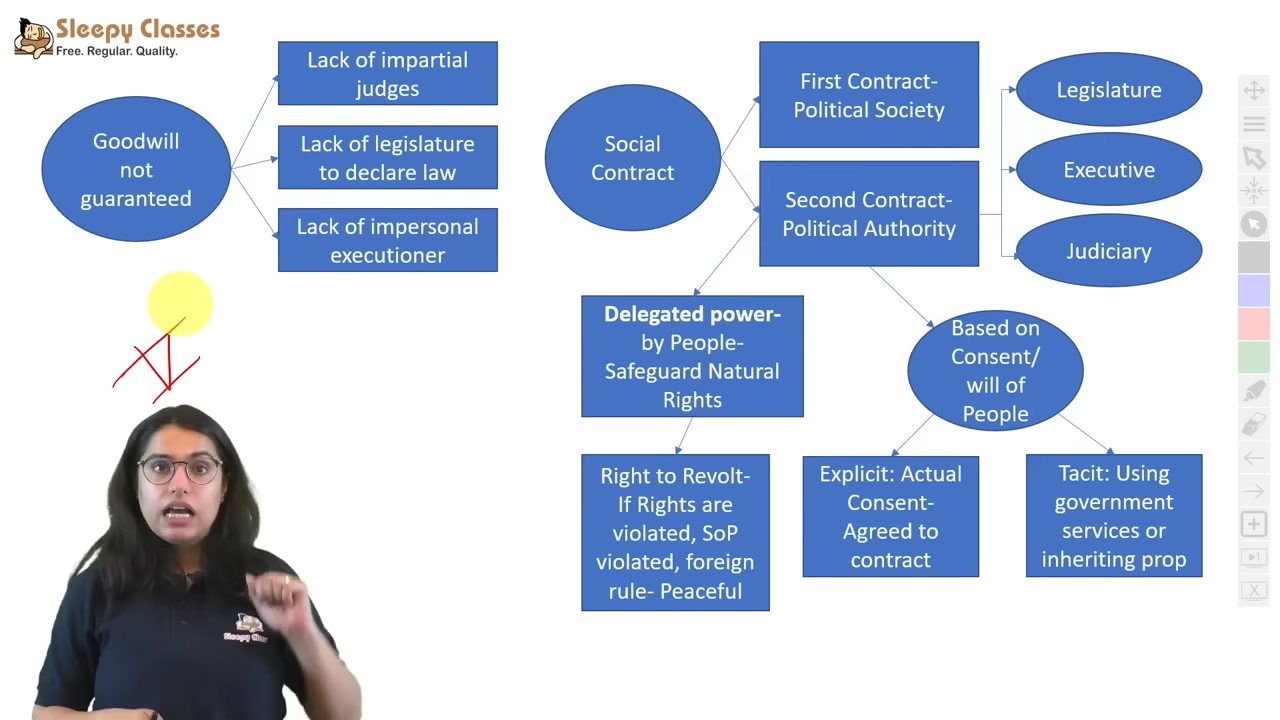 Sleepy Classes
Free. Regular. Quality.
Goodwill
not
guaranteed
Lack of impartial
judges
Lack of legislature
to declare law
Lack of impersonal
executioner
Social
Contract
First Contract-
Political Society
Second Contract-
Political Authority
Legislature
Executive
Judiciary
Delegated power-
by People-
Safeguard Natural
Rights
Based on
Consent/
will of
People
Right to Revolt-
If Rights are
violated, SoP
violated, foreign
rule- Peaceful
Explicit: Actual
Consent-
Agreed to
contract
Tacit: Using
government
services or
inheriting prop